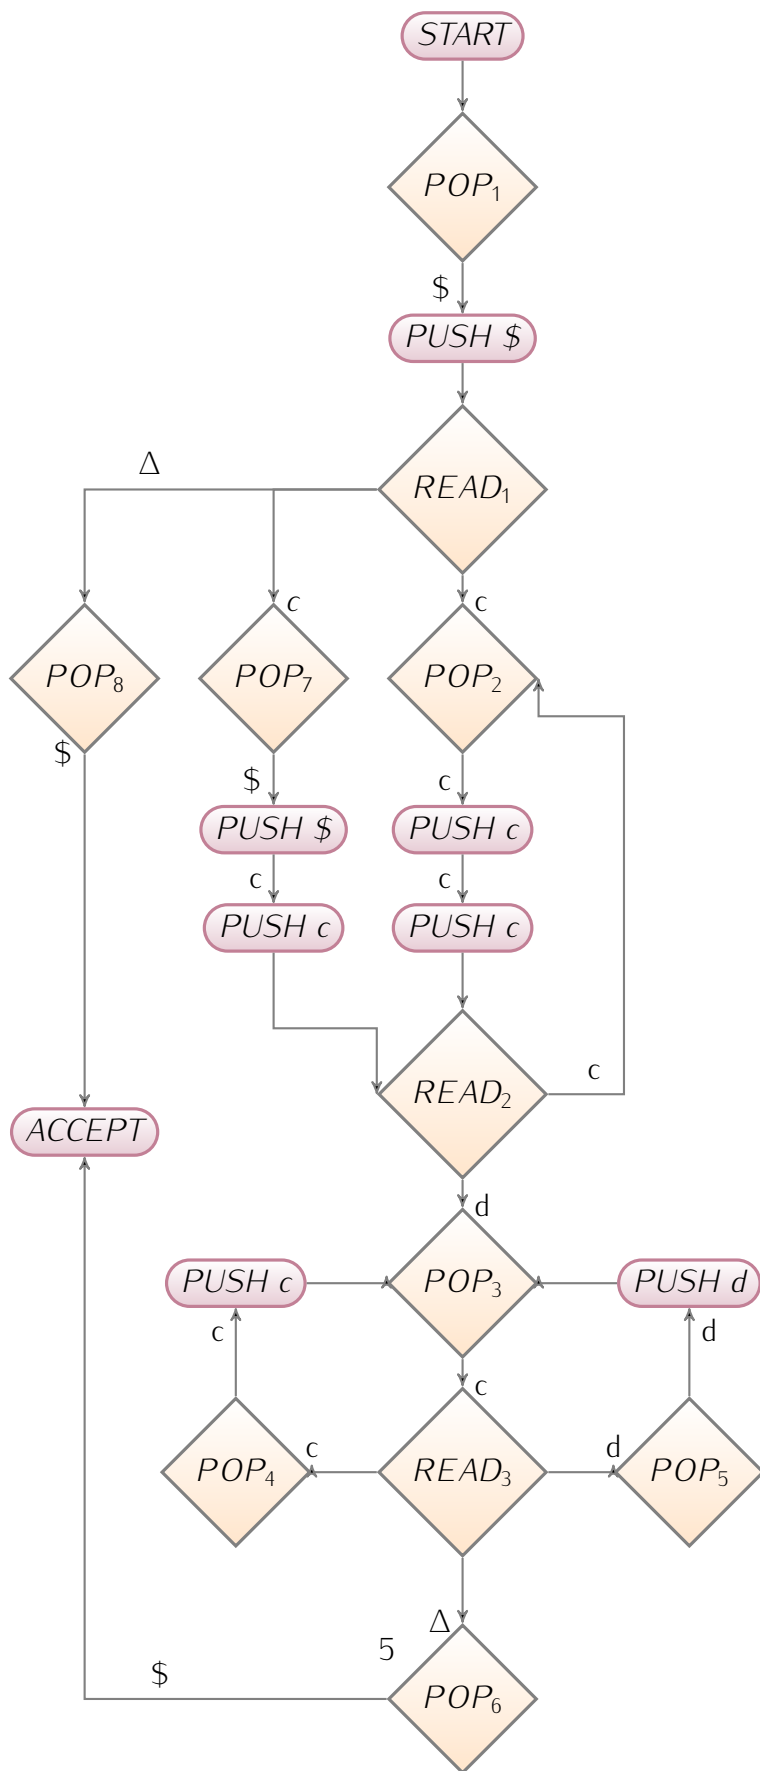 START
POP1
$
PUSH $
READ1
Δ
c
c
POP8
POP7
POP2
$
$
c
PUSH $
PUSH c
c
c
PUSH c
PUSH c
READ2
c
ACCEPT
d
PUSH c
POP3
PUSH d
c
d
c
POP4
c
READ3
d
POP5
Δ
5
$
POP6